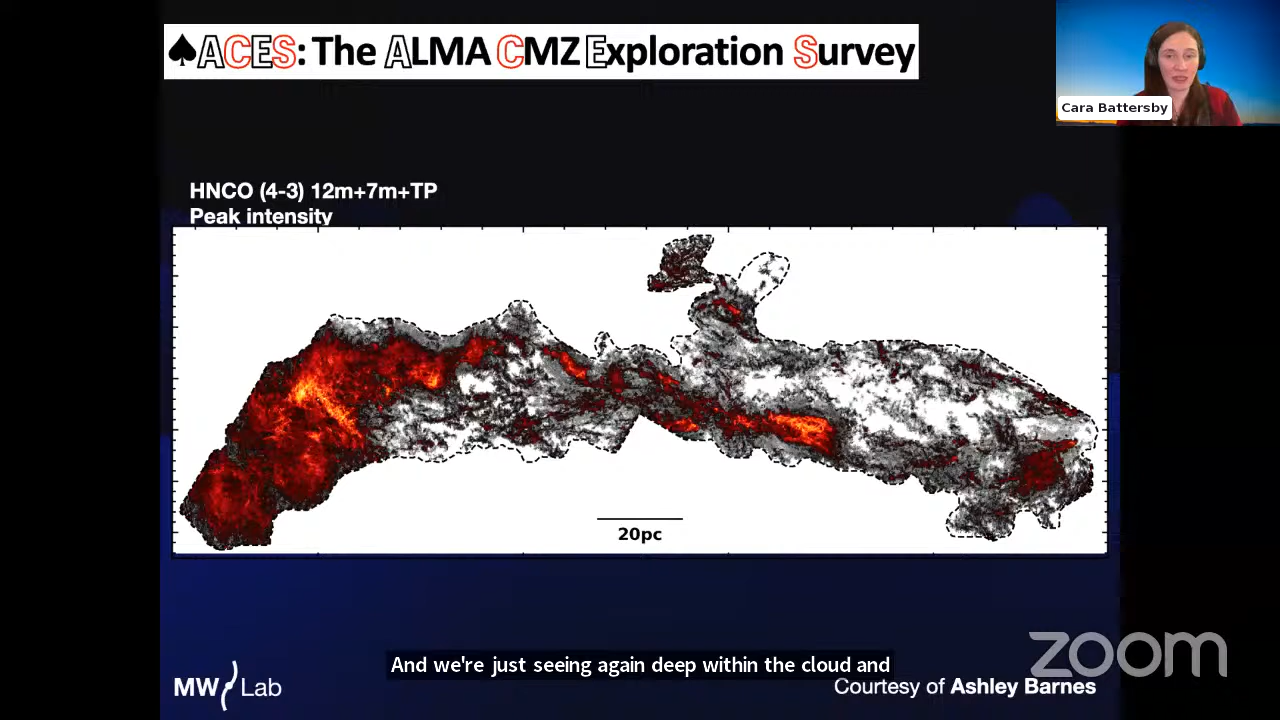 ♠ACES: The ALMA CMZ Exploration Survey
Cara Battersby
HNCO (4-3) 12m+7m+TP
Peak intensity
20pc
And we're just seeing again deep within the cloud and
MW Lab
Courtesy of Ashley Barnes
zoom